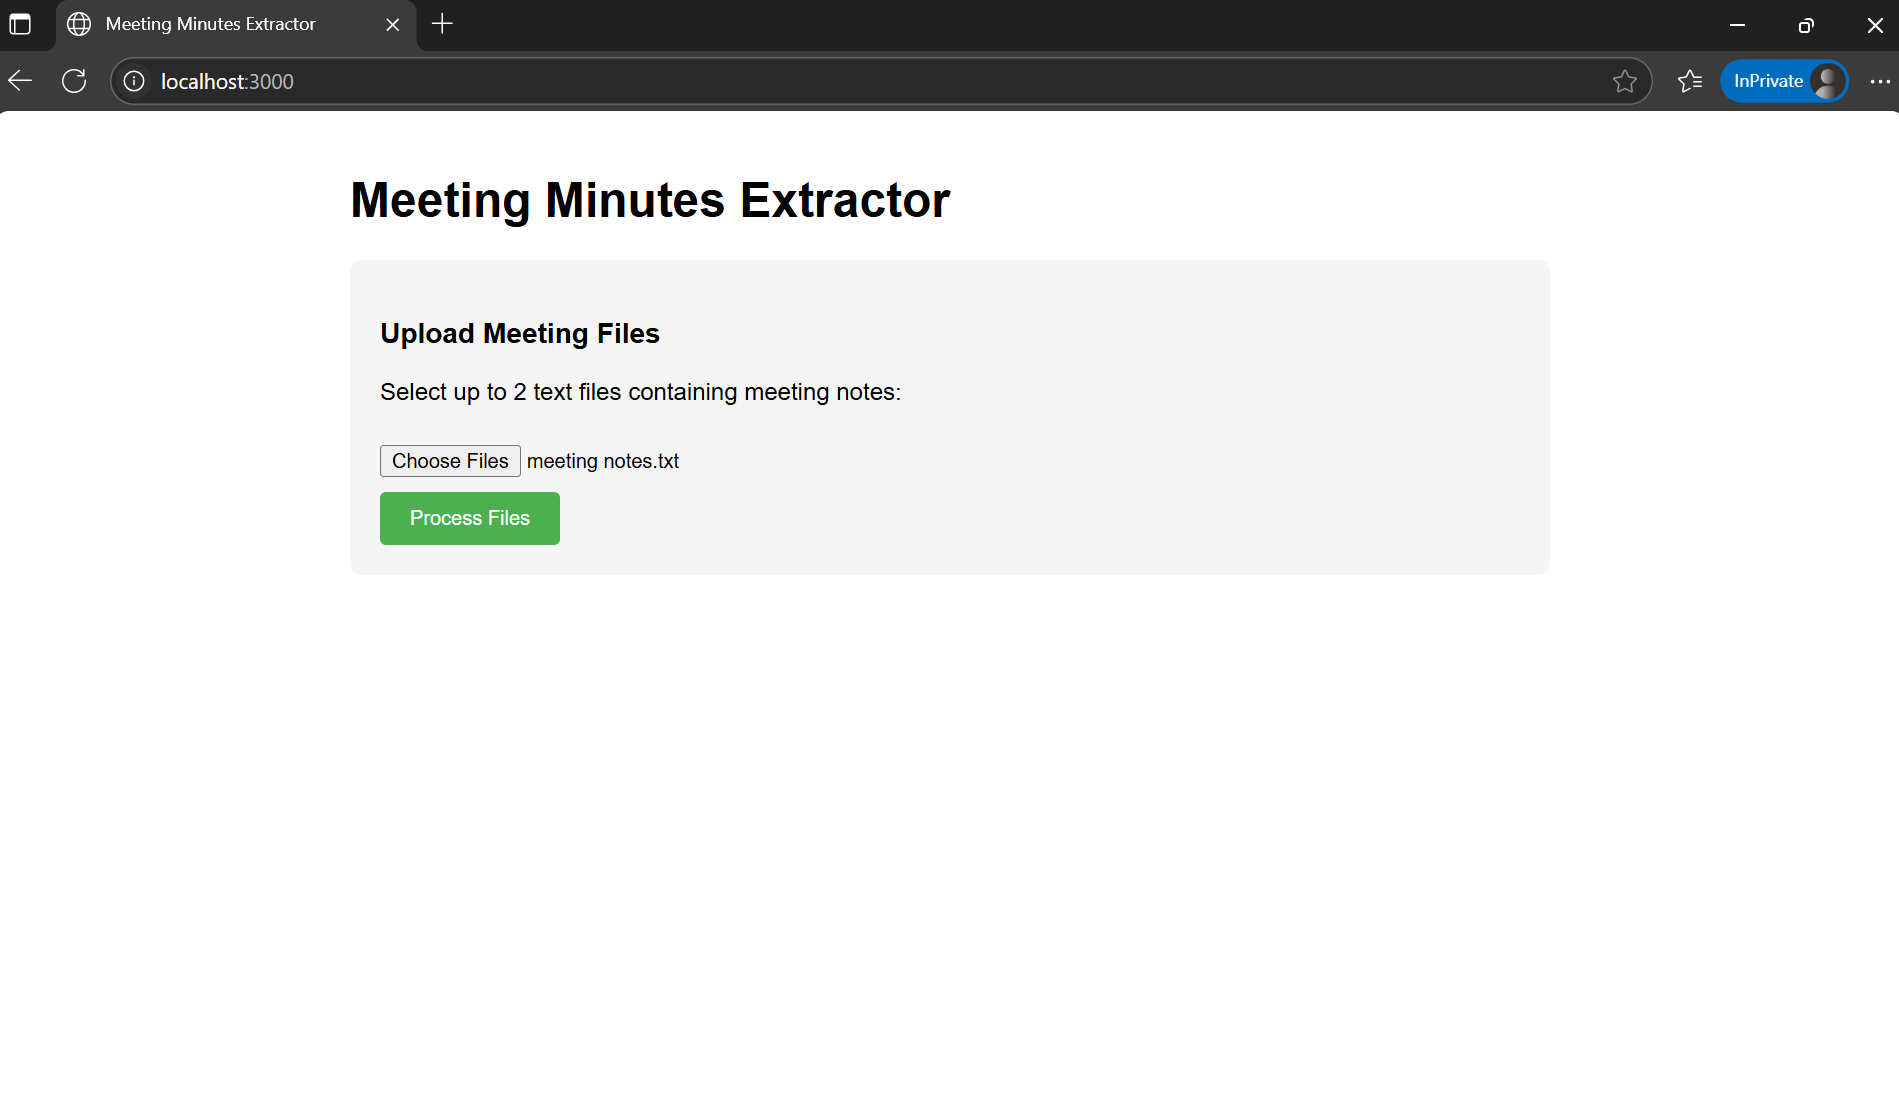 Meeting Minutes Extractor
localhost:3000
InPrivate
Meeting Minutes Extractor
Upload Meeting Files
Select up to 2 text files containing meeting notes:
Choose Files meeting notes.txt
Process Files